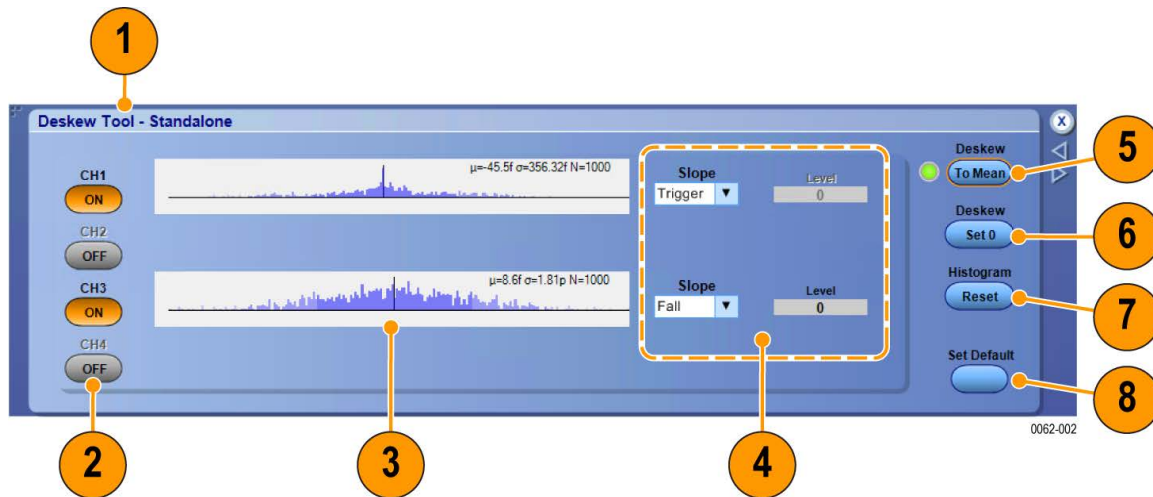 1
Deskew Tool - Standalone
X
CH1
ON
CH2
OFF
CH3
ON
CH4
OFF
μ=-45.5f σ=356.32f N=1000
μ=8.6f σ=1.81p N=1000
Slope
Trigger
Level
0
Slope
Fall
Level
0
Deskew
To Mean
Deskew
Set 0
Histogram
Reset
Set Default
5
6
7
8
2
3
4
0062-002